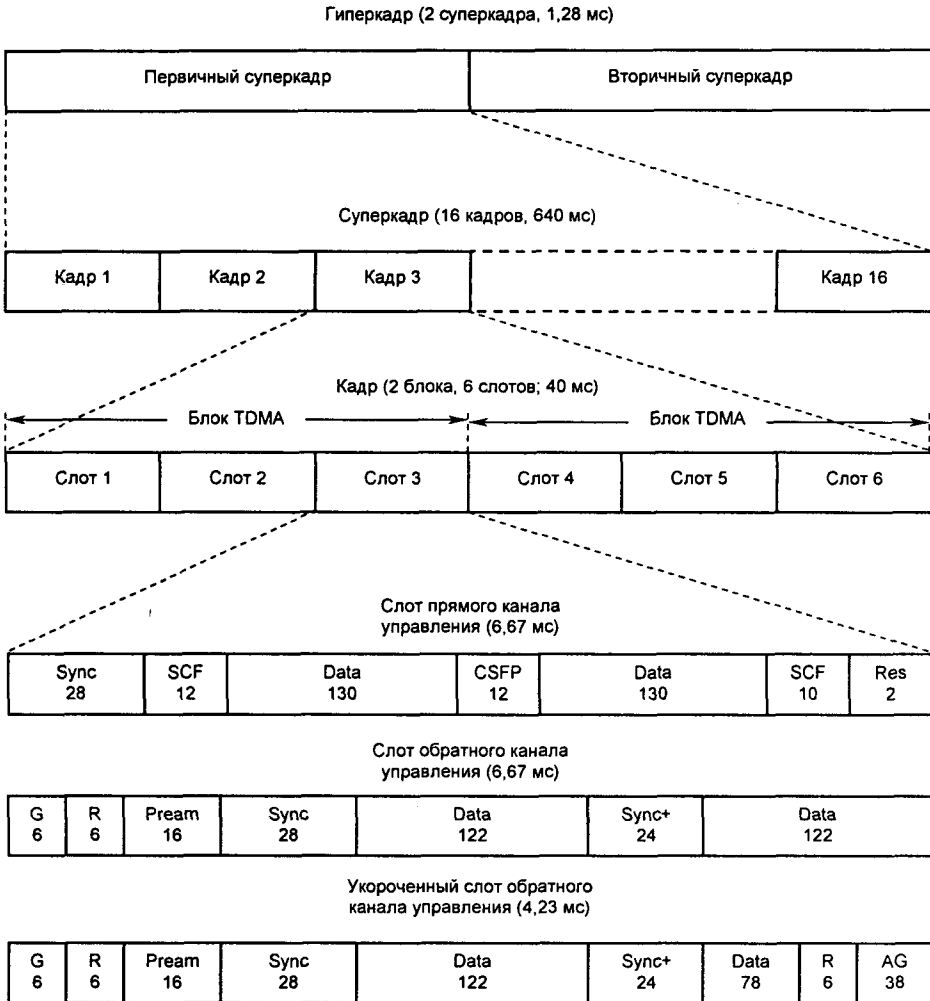 Гиперкадр (2 суперкадра, 1,28 мс)
Первичный суперкадр Вторичный суперкадр
Суперкадр (16 кадров, 640 мс)
Кадр 1 Кадр 2 Кадр 3 Кадр 16
Кадр (2 блока, 6 слотов; 40 мс)
Блок TDMA Блок TDMA
Слот 1 Слот 2 Слот 3 Слот 4 Слот 5 Слот 6
Слот прямого канала
управления (6,67 мс)
Sync SCF Data CSFP Data SCF Res
28 12 130 12 130 10 2
Слот обратного канала
управления (6,67 мс)
G R Pream Sync Data Sync+ Data
6 6 16 28 122 24 122
Укороченный слот обратного
канала управления (4,23 мс)
G R Pream Sync Data Sync+ Data R AG
6 6 16 28 122 24 78 6 38